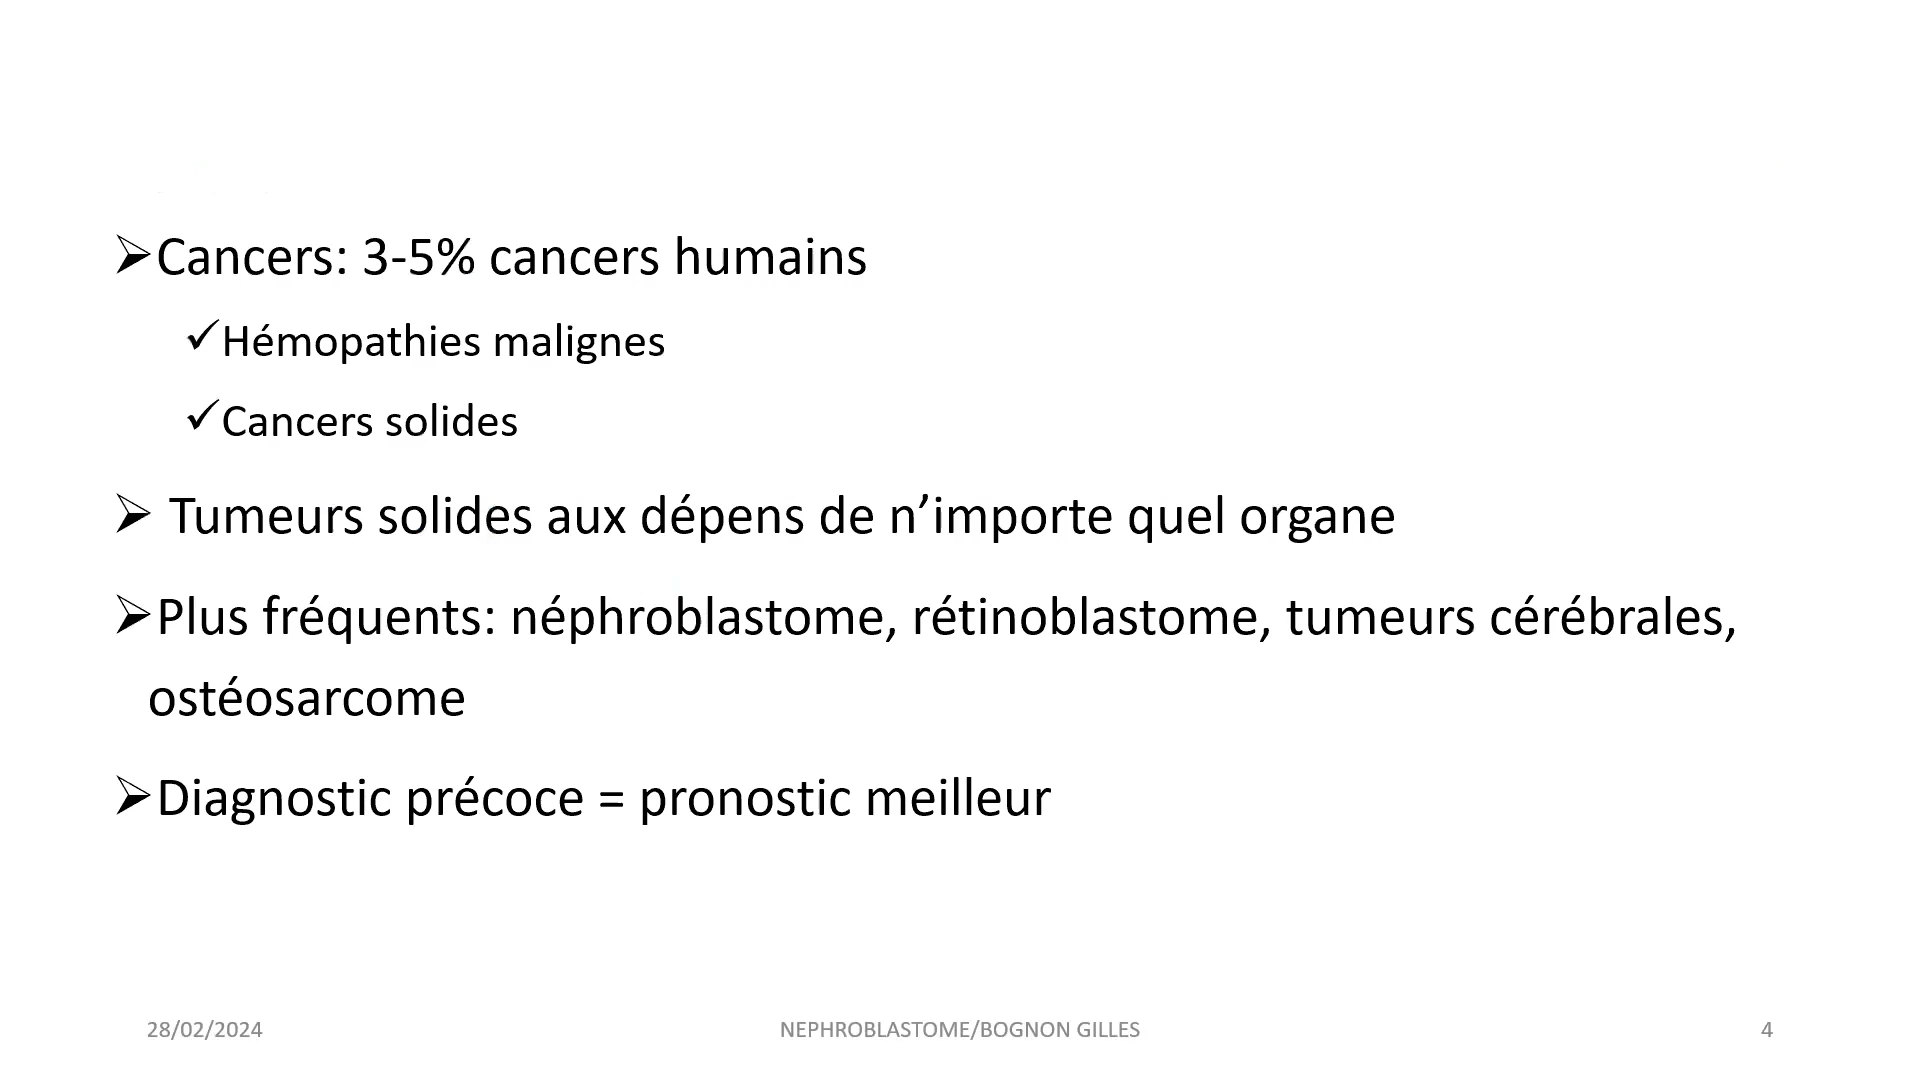 ➢Cancers: 3-5% cancers humains
✓Hémopathies malignes
✓Cancers solides
➢ Tumeurs solides aux dépens de n’importe quel organe
➢Plus fréquents: néphroblastome, rétinoblastome, tumeurs cérébrales,
ostéosarcome
➢Diagnostic précoce = pronostic meilleur
28/02/2024
NEPHROBLASTOME/BOGNON GILLES
4